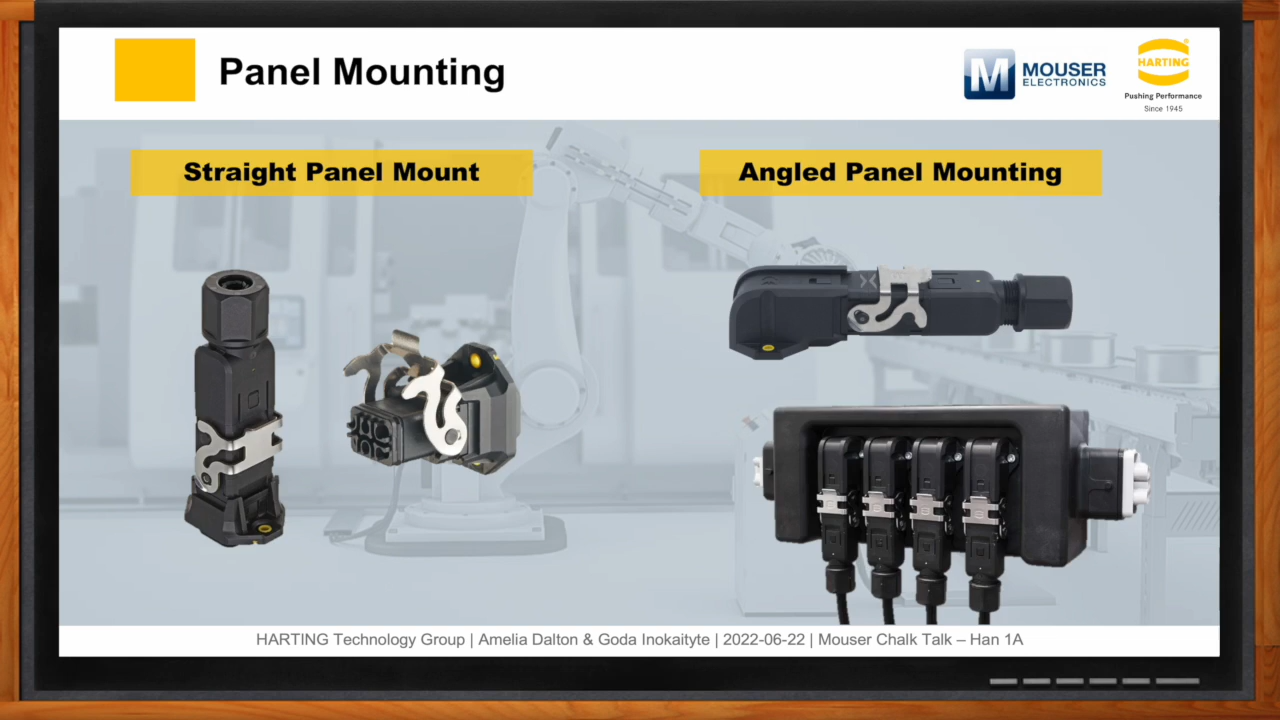 Panel Mounting
M MOUSER
ELECTRONICS
HARTING
®
Pushing Performance
Since 1945
Straight Panel Mount
Angled Panel Mounting
HARTING Technology Group | Amelia Dalton & Goda Inokaityte | 2022-06-22 | Mouser Chalk Talk – Han 1A